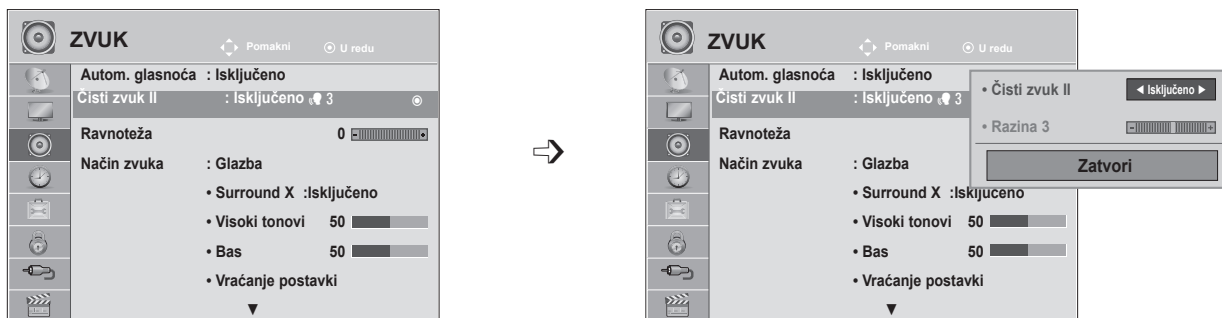 ZVUK Pomakni U redu
Autom. glasnoća : Isključeno
Čisti zvuk II : Isključeno 3
Ravnoteža 0 - +
Način zvuka : Glazba
• Surround X :Isključeno
• Visoki tonovi 50
• Bas 50
• Vraćanje postavki
▼
ZVUK Pomakni U redu
Autom. glasnoća : Isključeno
Čisti zvuk II : Isključeno 3
Ravnoteža
Način zvuka : Glazba
• Surround X :Isključeno
• Visoki tonovi 50
• Bas 50
• Vraćanje postavki
▼
• Čisti zvuk II ◄ Isključeno ►
• Razina 3 - +
Zatvori